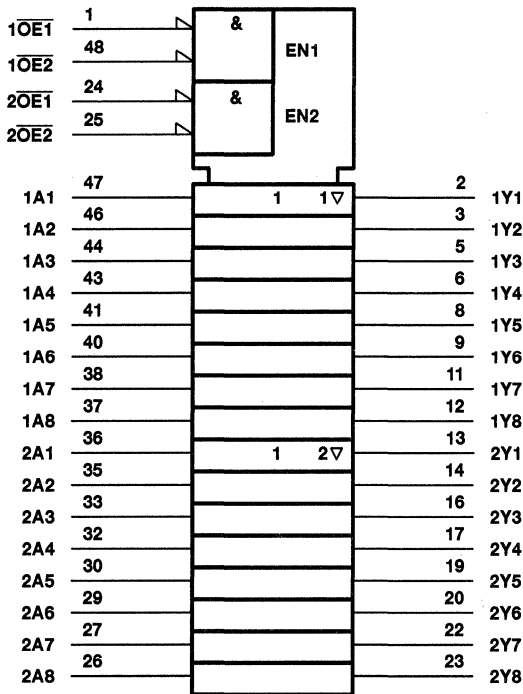 1
1OE1
&
EN1
48
1OE2
24
2OE1
&
EN2
25
2OE2
47 2
1A1 1 1▽ 1Y1
46 3
1A2 1Y2
44 5
1A3 1Y3
43 6
1A4 1Y4
41 8
1A5 1Y5
40 9
1A6 1Y6
38 11
1A7 1Y7
37 12
1A8 1Y8
36 13
2A1 1 2▽ 2Y1
35 14
2A2 2Y2
33 16
2A3 2Y3
32 17
2A4 2Y4
30 19
2A5 2Y5
29 20
2A6 2Y6
27 22
2A7 2Y7
26 23
2A8 2Y8